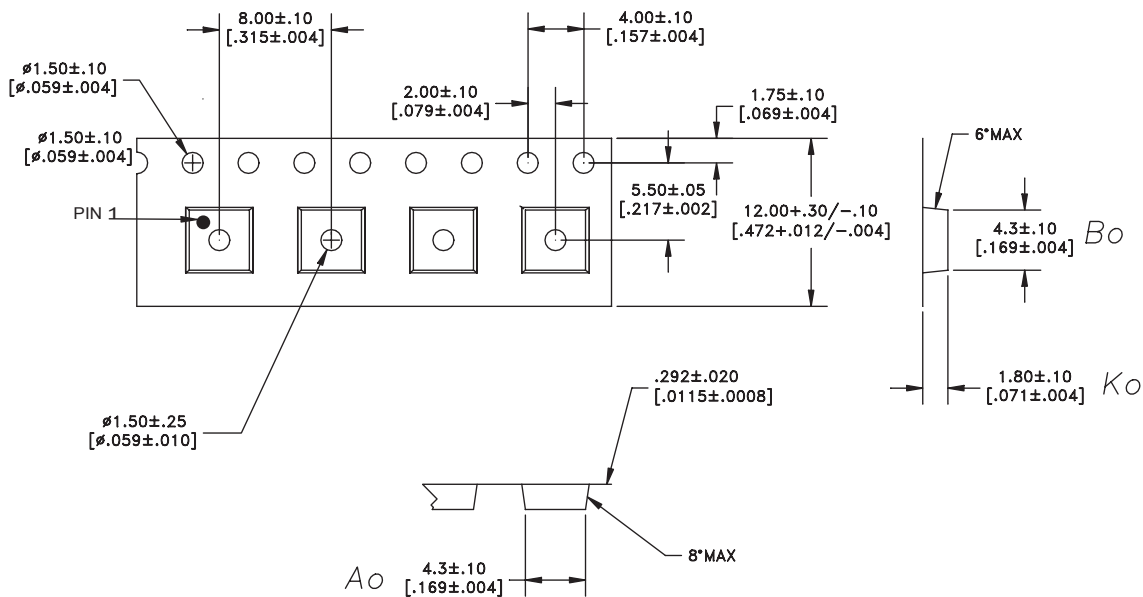 8.00±.10
[.315±.004]
4.00±.10
[.157±.004]
ø1.50±.10
[ø.059±.004]
2.00±.10
[.079±.004]
1.75±.10
[.069±.004]
ø1.50±.10
[ø.059±.004]
6°MAX
PIN 1
5.50±.05
[.217±.002]
12.00+.30/-.10
[.472+.012/-.004]
4.3±.10
[.169±.004]
Bo
1.80±.10
[.071±.004]
Ko
.292±.020
[.0115±.0008]
ø1.50±.25
[ø.059±.010]
8°MAX
Ao
4.3±.10
[.169±.004]